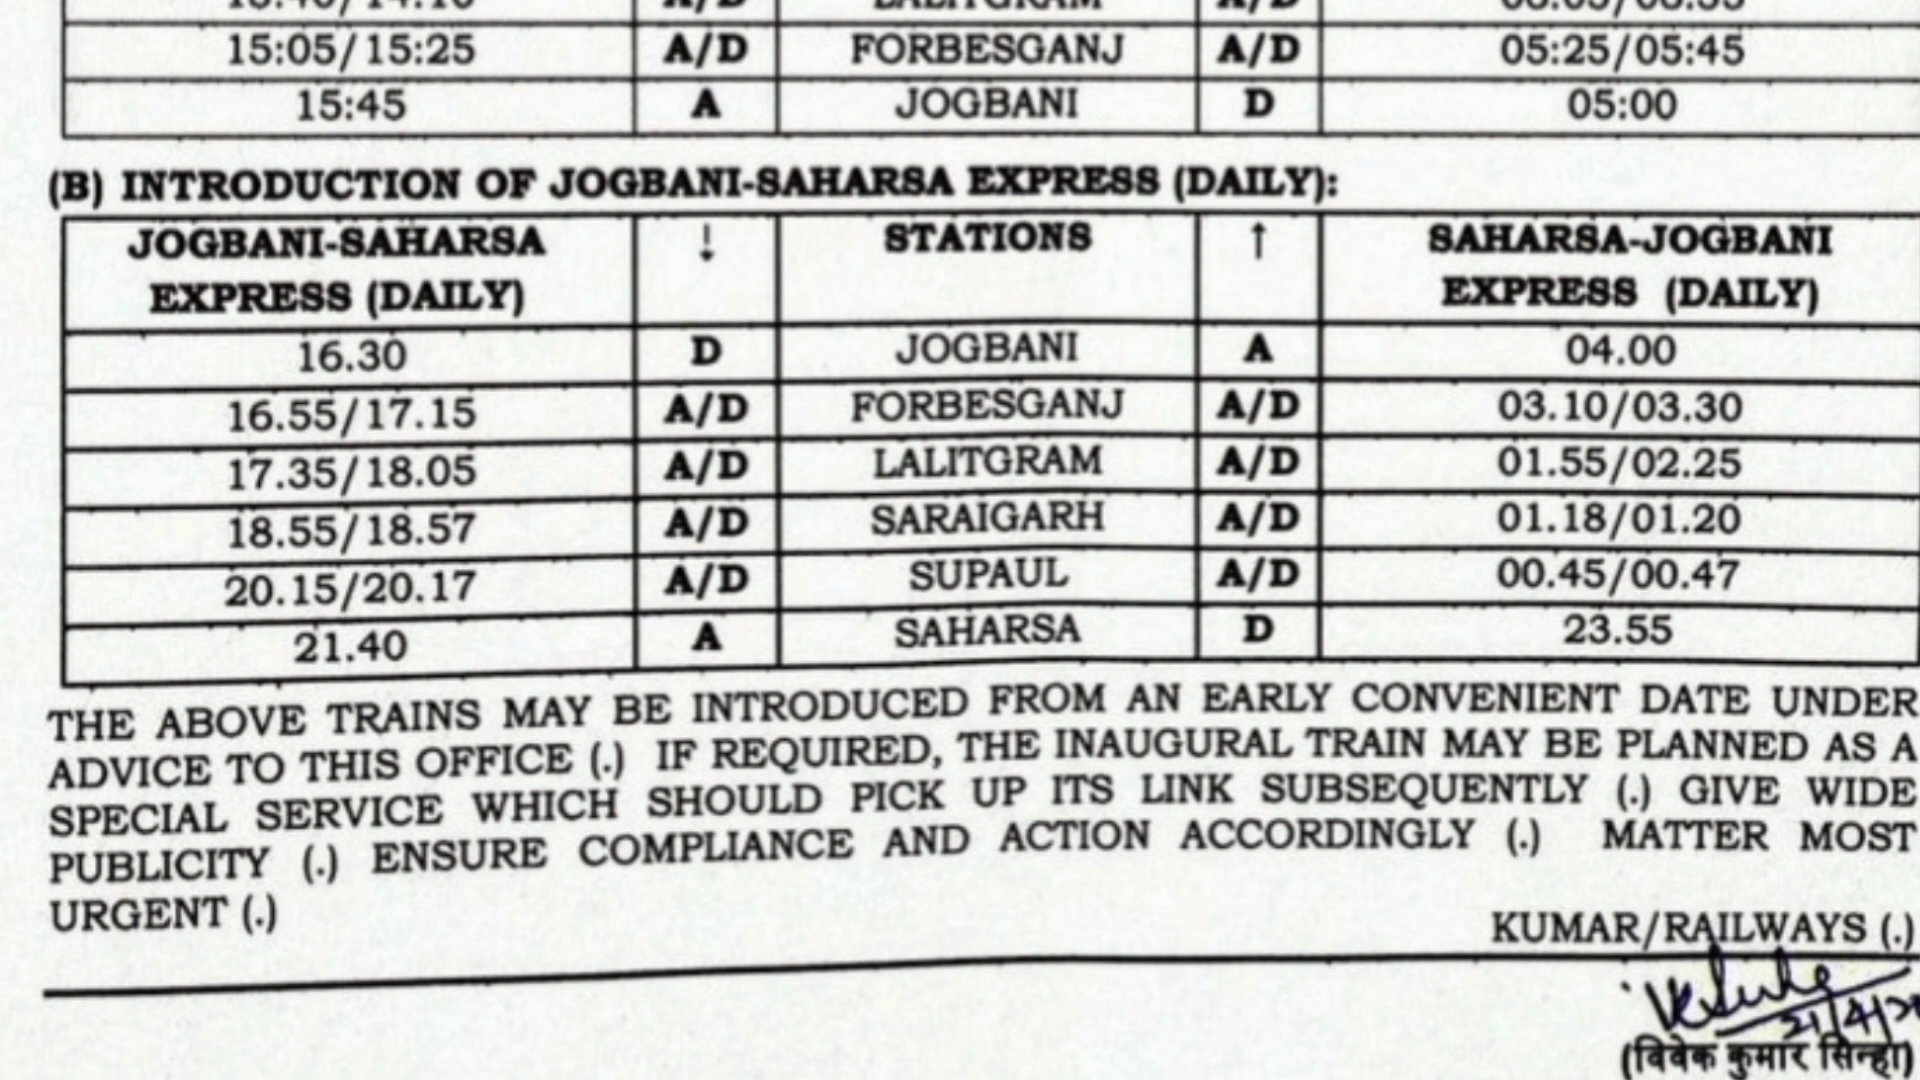 15:05/15:25 A/D FORBESGANJ A/D 05:25/05:45
15:45 A JOGBANI D 05:00
(B) INTRODUCTION OF JOGBANI-SAHARSA EXPRESS (DAILY):
JOGBANI-SAHARSA EXPRESS (DAILY) ↓ STATIONS ↑ SAHARSA-JOGBANI EXPRESS (DAILY)
16.30 D JOGBANI A 04.00
16.55/17.15 A/D FORBESGANJ A/D 03.10/03.30
17.35/18.05 A/D LALITGRAM A/D 01.55/02.25
18.55/18.57 A/D SARAIGARH A/D 01.18/01.20
20.15/20.17 A/D SUPAUL A/D 00.45/00.47
21.40 A SAHARSA D 23.55
THE ABOVE TRAINS MAY BE INTRODUCED FROM AN EARLY CONVENIENT DATE UNDER
ADVICE TO THIS OFFICE (.) IF REQUIRED, THE INAUGURAL TRAIN MAY BE PLANNED AS A
SPECIAL SERVICE WHICH SHOULD PICK UP ITS LINK SUBSEQUENTLY (.) GIVE WIDE
PUBLICITY (.) ENSURE COMPLIANCE AND ACTION ACCORDINGLY (.) MATTER MOST
URGENT (.)
KUMAR/RAILWAYS (.)
(विवेक कुमार सिन्हा)